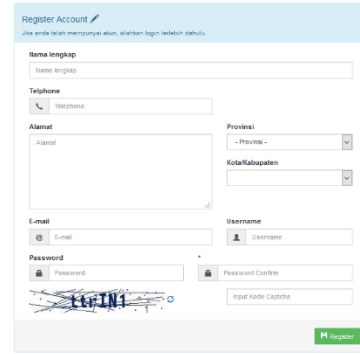 Register Account
Jika anda telah mempunyai akun, silahkan login terlebih dahulu.
Nama lengkap
Nama lengkap
Telphone
Telephone
Alamat
Provinsi
Alamat
- Provinsi -
Kota/Kabupaten
E-mail
Username
@ E-mail
Username
Password
*
Password
Password Confirm
Input Kode Captcha
Register